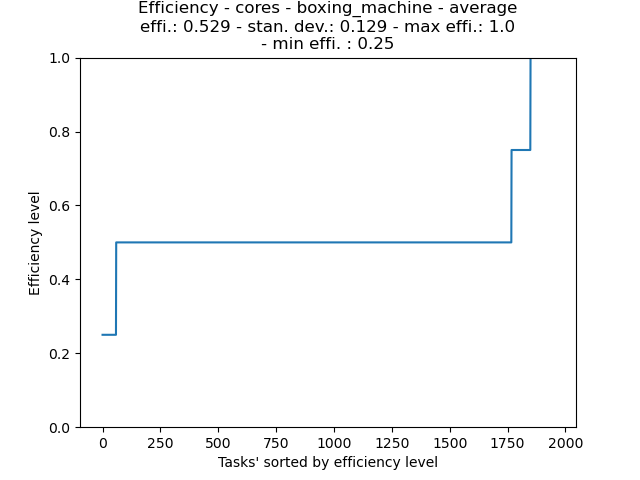 Efficiency - cores - boxing_machine - average
effi.: 0.529 - stan. dev.: 0.129 - max effi.: 1.0
- min effi. : 0.25
1.0
0.8
0.6
0.4
0.2
0.0
Efficiency level
0 250 500 750 1000 1250 1500 1750 2000
Tasks' sorted by efficiency level